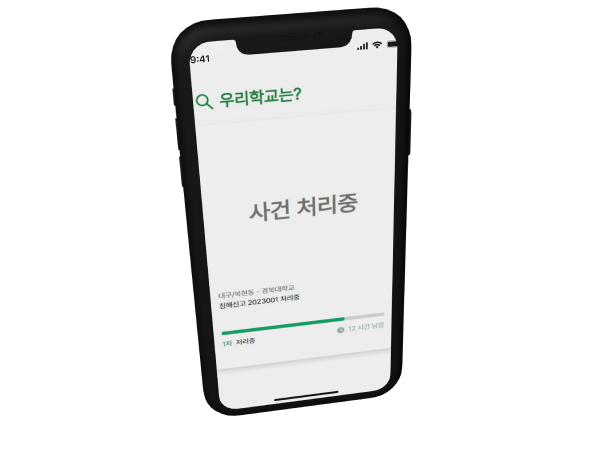 9:41
우리학교는?
사건 처리중
대구/북현동 - 경북대학교
침해신고 2023001 처리중
1차 처리중
12 시간 남음